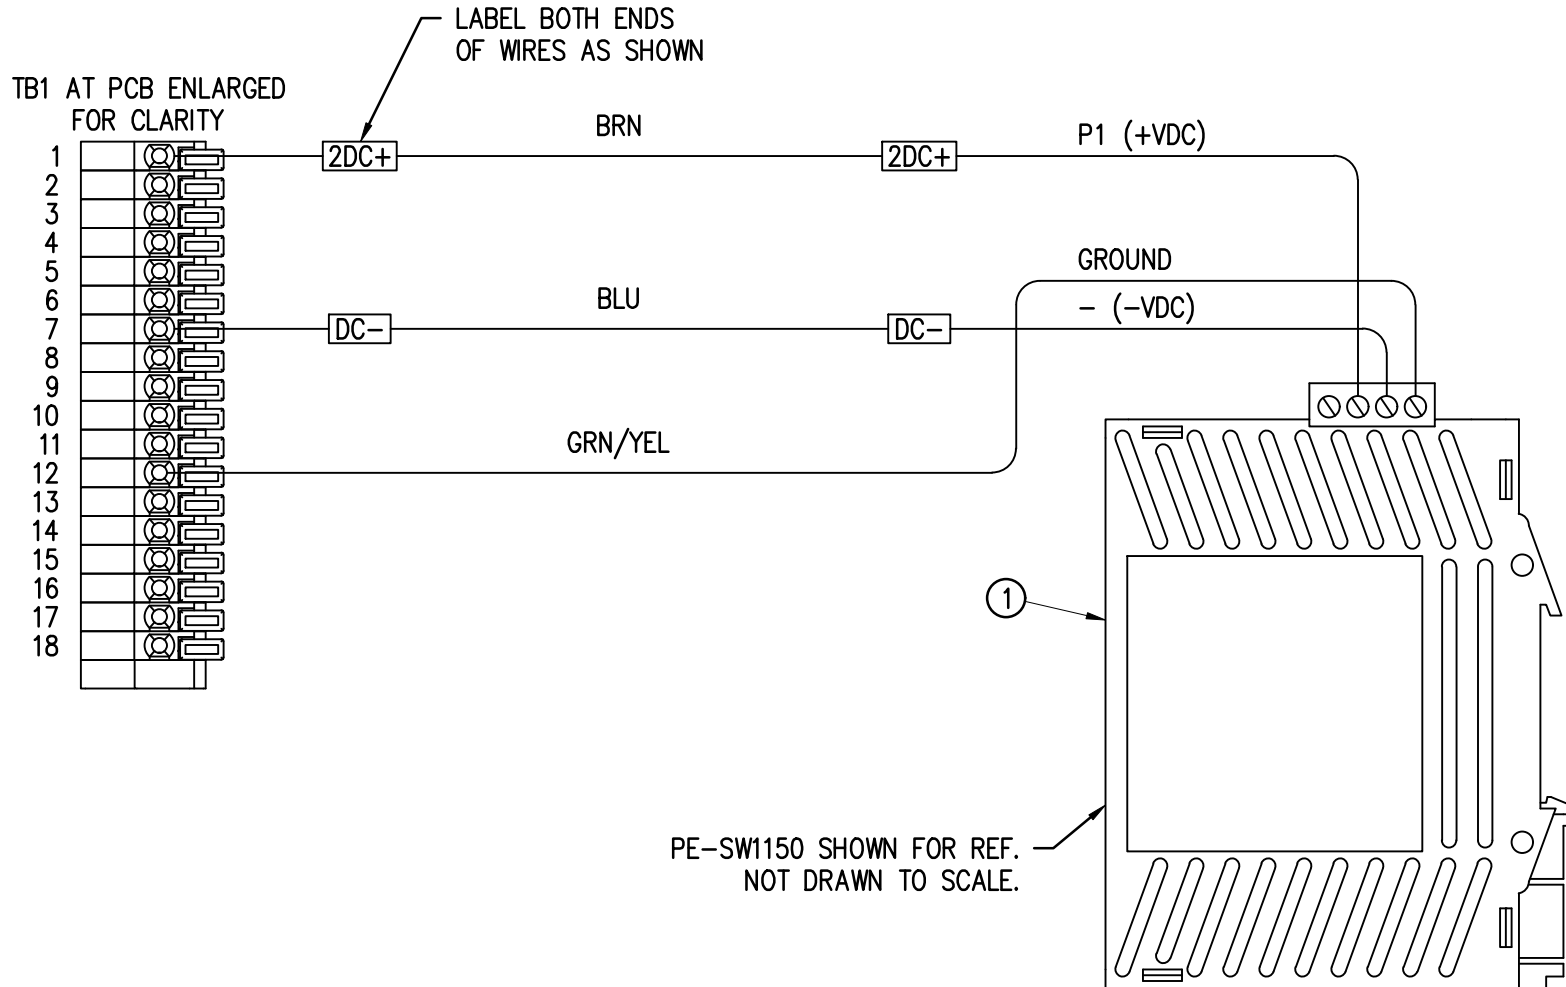 LABEL BOTH ENDS
OF WIRES AS SHOWN
TB1 AT PCB ENLARGED
FOR CLARITY
BRN
P1 (+VDC)
1
2DC+
2DC+
2
3
4
GROUND
5
BLU
- (-VDC)
6
7
DC-
DC-
8
9
10
11
GRN/YEL
12
13
14
15
16
1
17
18
PE-SW1150 SHOWN FOR REF.
NOT DRAWN TO SCALE.